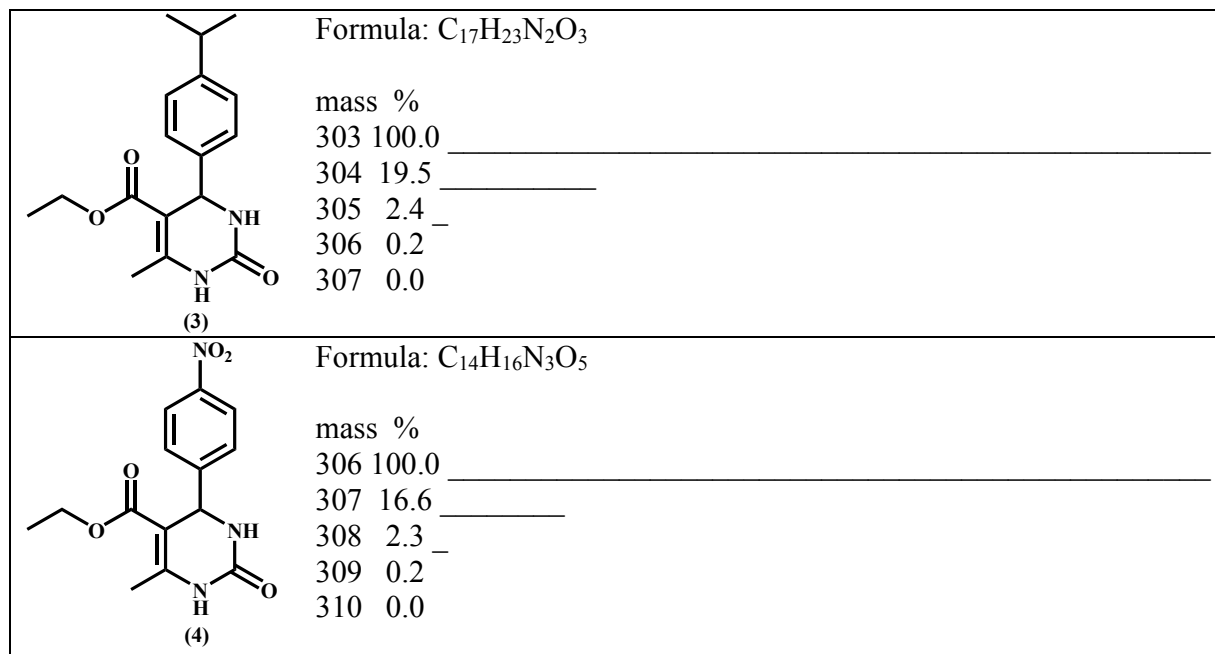 Formula: C₁₇H₂₃N₂O₃
mass %
303 100.0
304 19.5
305 2.4
306 0.2
307 0.0
O
O
NH
N
H
O
(3)
NO₂
Formula: C₁₄H₁₆N₃O₅
mass %
306 100.0
307 16.6
308 2.3
309 0.2
310 0.0
O
O
NH
N
H
O
(4)